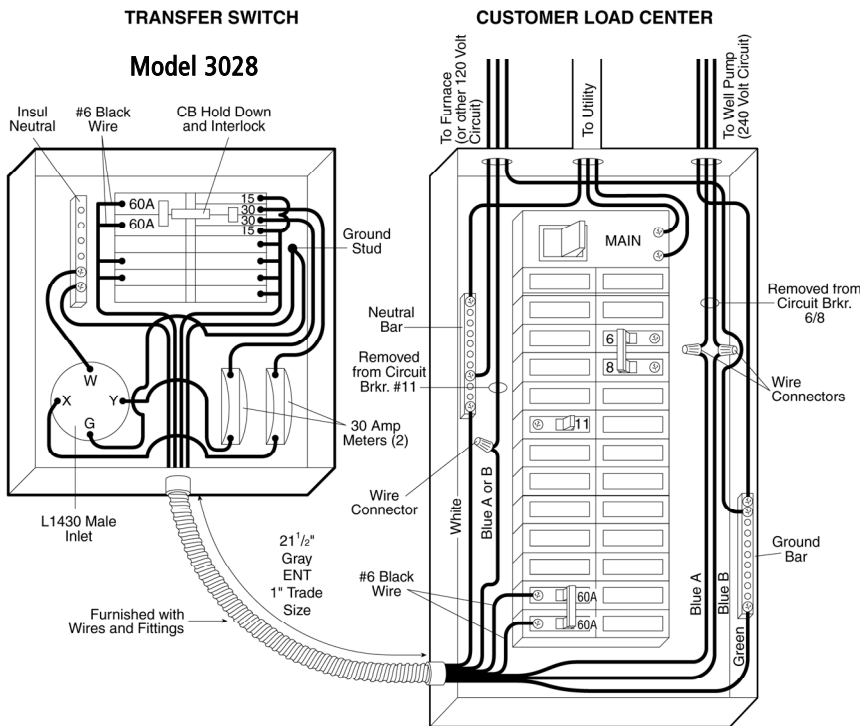 TRANSFER SWITCH
CUSTOMER LOAD CENTER
Model 3028
Insul
Neutral
#6 Black
Wire
CB Hold Down
and Interlock
60A
60A
15
30
30
15
Ground
Stud
W
X
Y
G
30 Amp
Meters (2)
L1430 Male
Inlet
21 1/2"
Gray
ENT
1" Trade
Size
Furnished with
Wires and Fittings
To Furnace
(or other 120 Volt
Circuit)
To Utility
To Well Pump
(240 Volt Circuit)
MAIN
Neutral
Bar
Removed
from Circuit
Brkr. #11
6
8
11
Removed from
Circuit Brkr.
6/8
Wire
Connectors
Wire
Connector
White
Blue A or B
#6 Black
Wire
60A
60A
Blue A
Blue B
Green
Ground
Bar